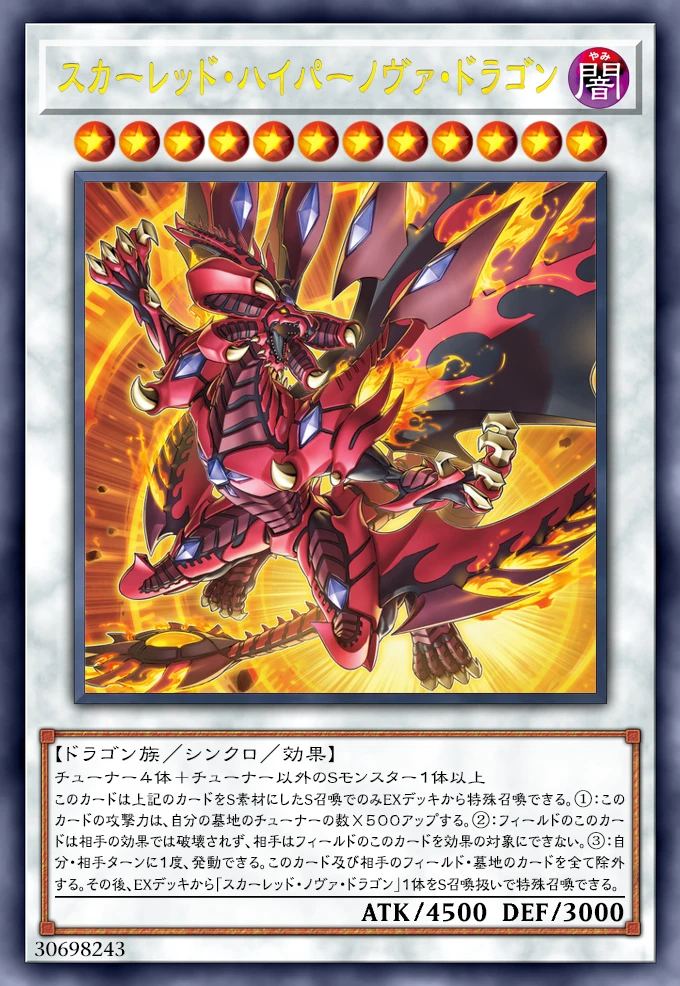 スカーレッド・ハイパーノヴァ・ドラゴン
やみ
闇
【ドラゴン族／シンクロ／効果】
チューナー４体＋チューナー以外のSモンスター１体以上
このカードは上記のカードをS素材にしたS召喚でのみEXデッキから特殊召喚できる。①：この
カードの攻撃力は、自分の墓地のチューナーの数×５００アップする。②：フィールドのこのカー
ドは相手の効果では破壊されず、相手はフィールドのこのカードを効果の対象にできない。③：自
分・相手ターンに１度、発動できる。このカード及び相手のフィールド・墓地のカードを全て除外
する。その後、EXデッキから「スカーレッド・ノヴァ・ドラゴン」１体をS召喚扱いで特殊召喚できる。
ATK/4500 DEF/3000
30698243